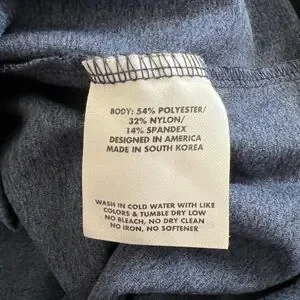 BODY: 54% POLYESTER/
32% NYLON/
14% SPANDEX
DESIGNED IN AMERICA
MADE IN SOUTH KOREA
WASH IN COLD WATER WITH LIKE
COLORS & TUMBLE DRY LOW
NO BLEACH, NO DRY CLEAN
NO IRON, NO SOFTENER